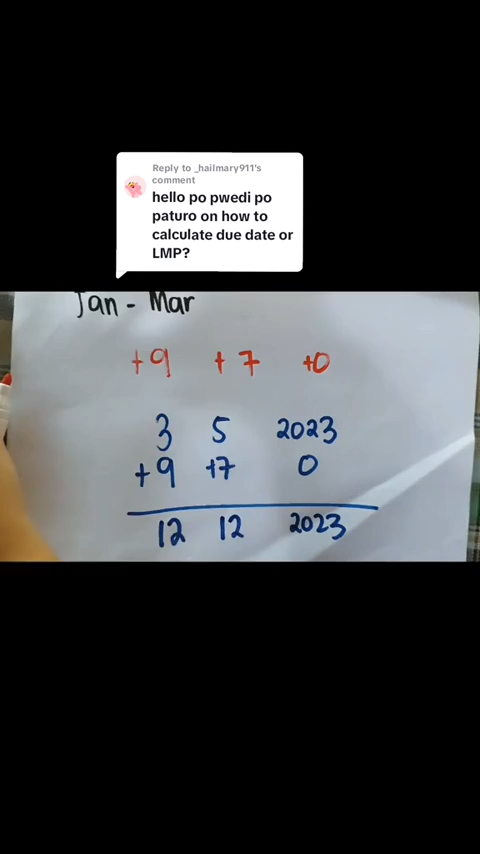 Reply to _hailmary911's
comment
hello po pwedi po
paturo on how to
calculate due date or
LMP?
Jan - Mar
+9 +7 +0
3 5 2023
+9 +7 0
12 12 2023